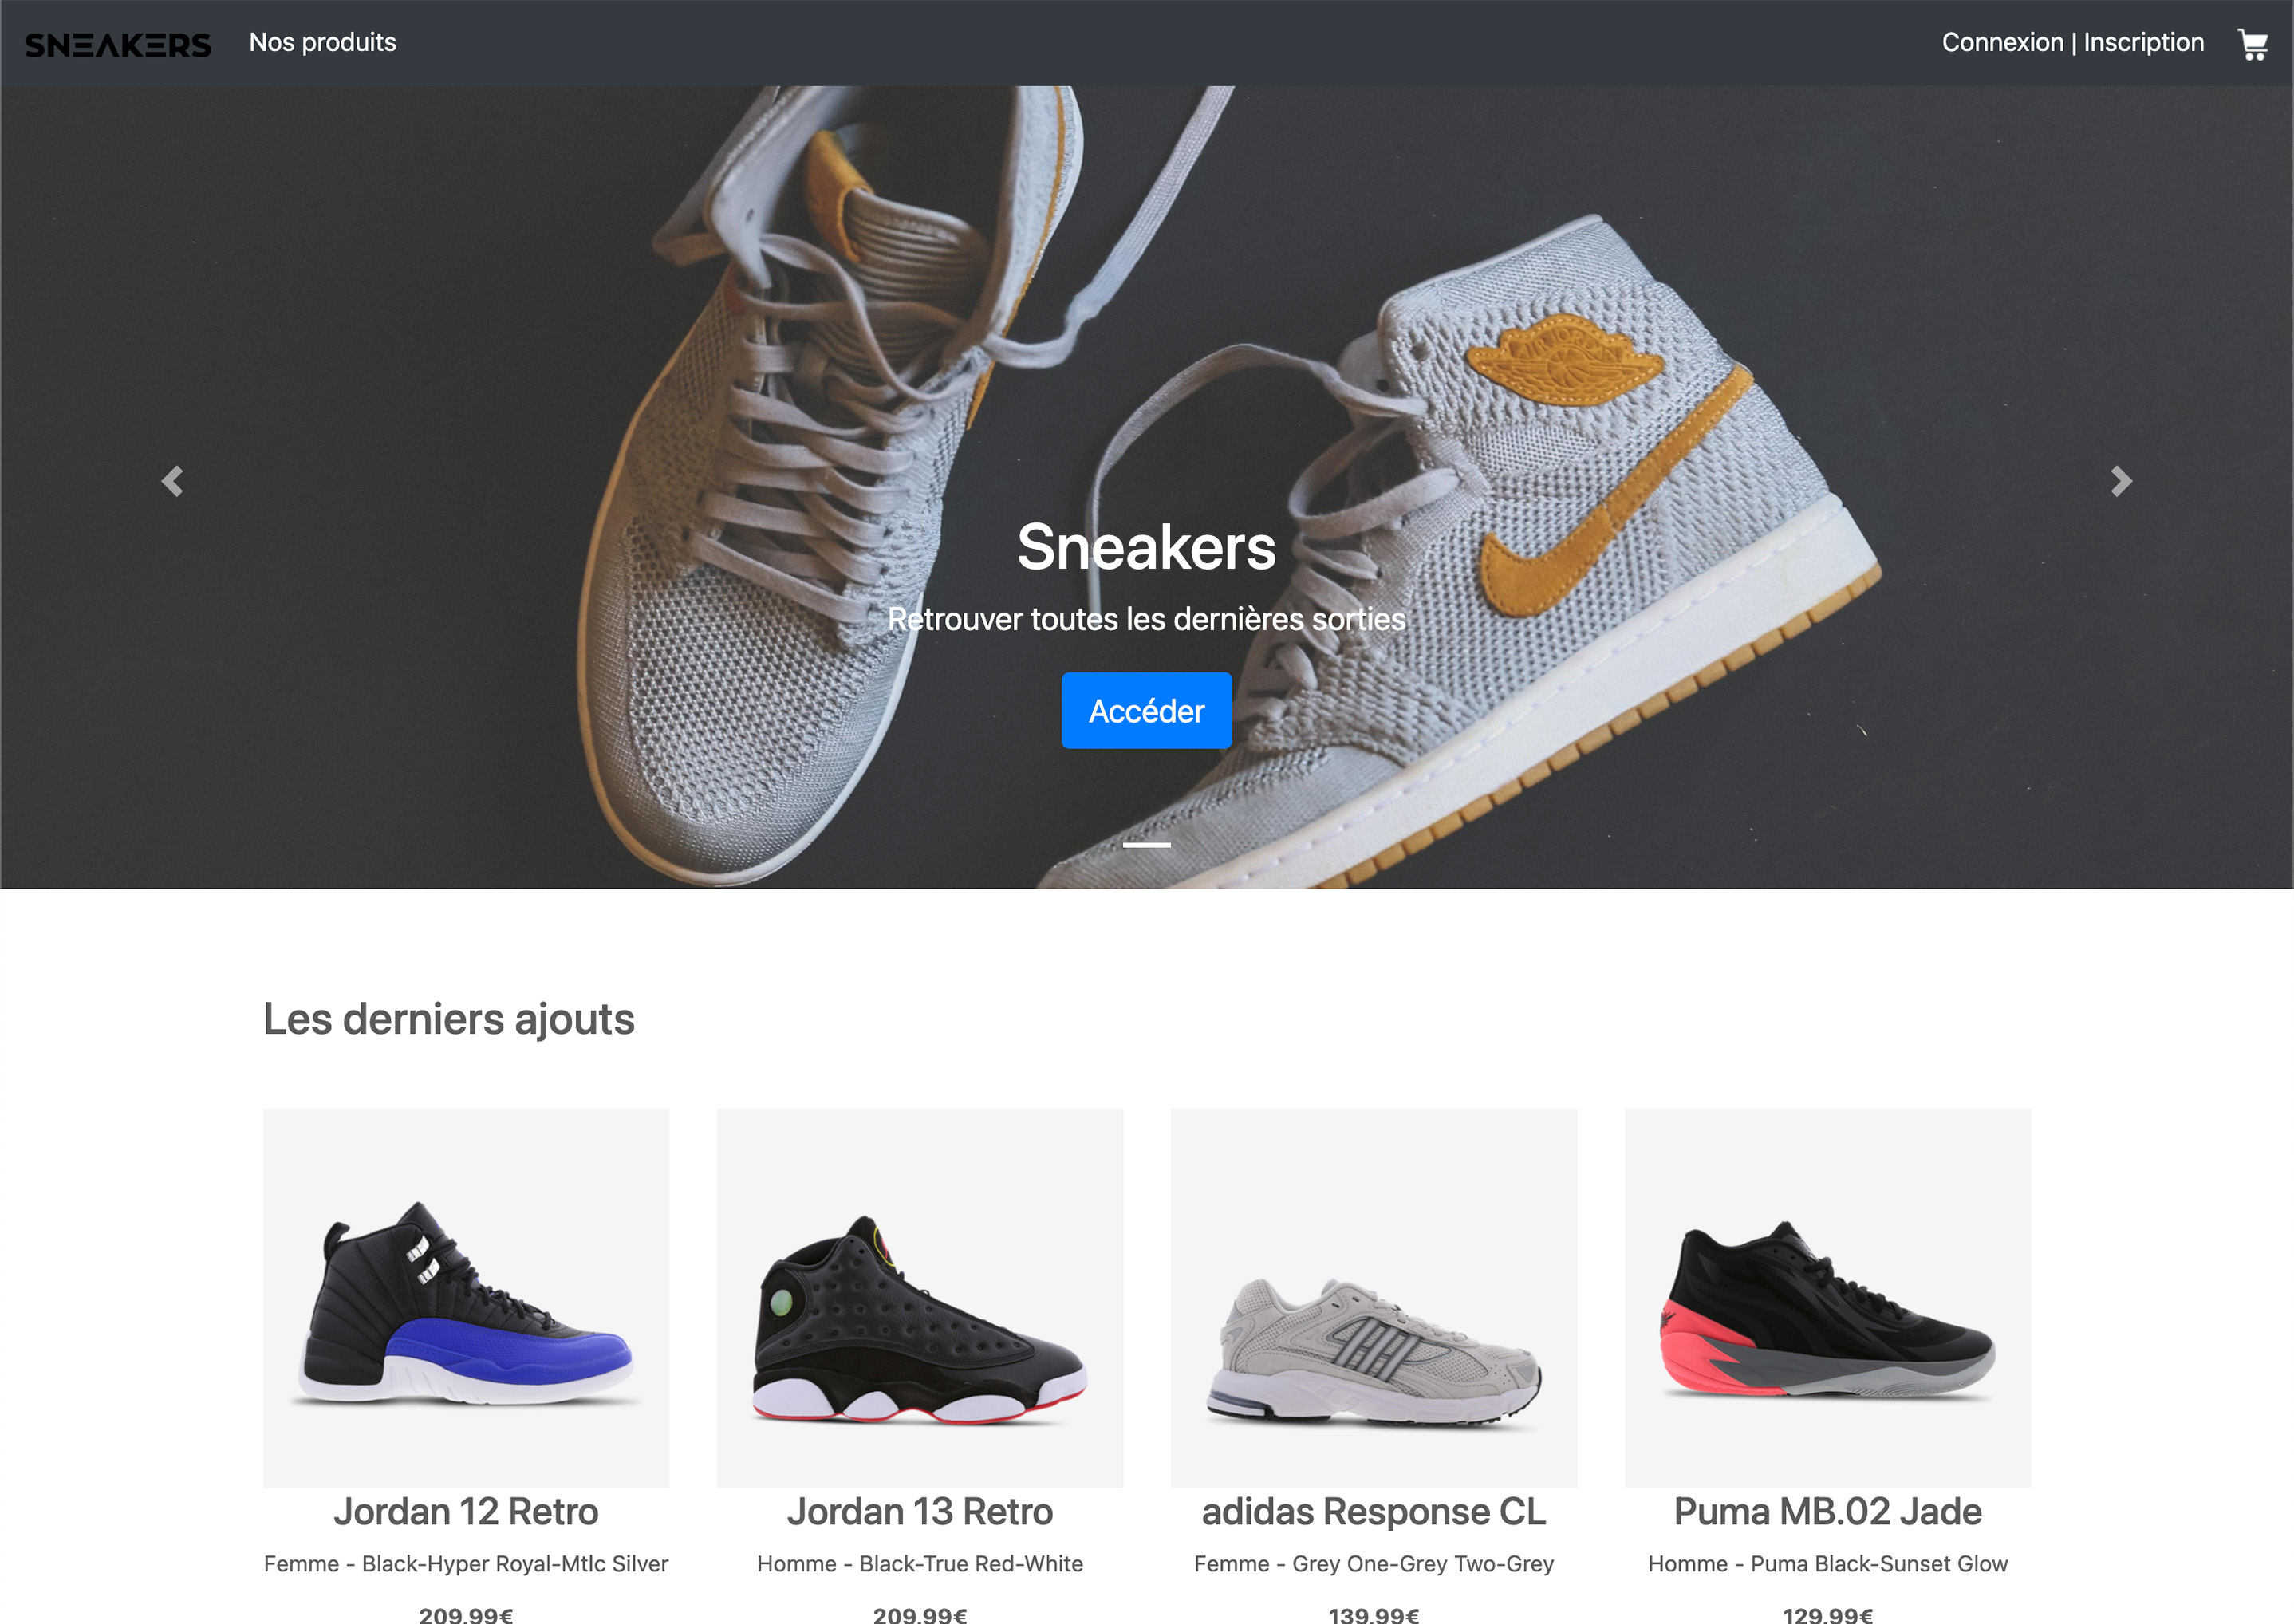 SNEAKERS Nos produits Connexion | Inscription
Sneakers
Retrouver toutes les dernières sorties
Accéder
Les derniers ajouts
Jordan 12 Retro
Femme - Black-Hyper Royal-Mtlc Silver
209.99€
Jordan 13 Retro
Homme - Black-True Red-White
209.99€
adidas Response CL
Femme - Grey One-Grey Two-Grey
139.99€
Puma MB.02 Jade
Homme - Puma Black-Sunset Glow
129.99€